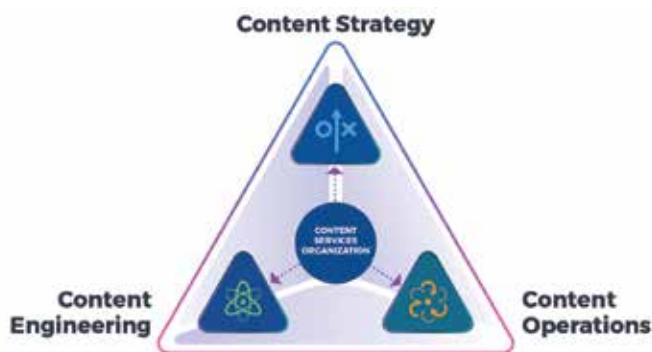 Content Strategy
CONTENT
SERVICES
ORGANIZATION
Content
Engineering
Content
Operations